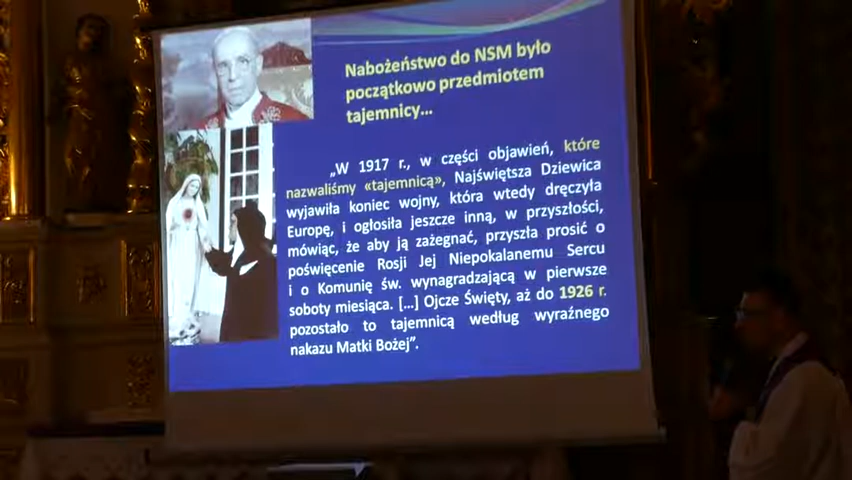 Nabożeństwo do NSM było
początkowo przedmiotem
tajemnicy...
„W 1917 r., w części objawień, które
nazwaliśmy «tajemnicą», Najświętsza Dziewica
wyjawiła koniec wojny, która wtedy dręczyła
Europę, i ogłosiła jeszcze inną, w przyszłości,
mówiąc, że aby ją zażegnać, przyszła prosić o
poświęcenie Rosji Jej Niepokalanemu Sercu
i o Komunię św. wynagradzającą w pierwsze
soboty miesiąca. [...] Ojcze Święty, aż do 1926 r.
pozostało to tajemnicą według wyraźnego
nakazu Matki Bożej”.